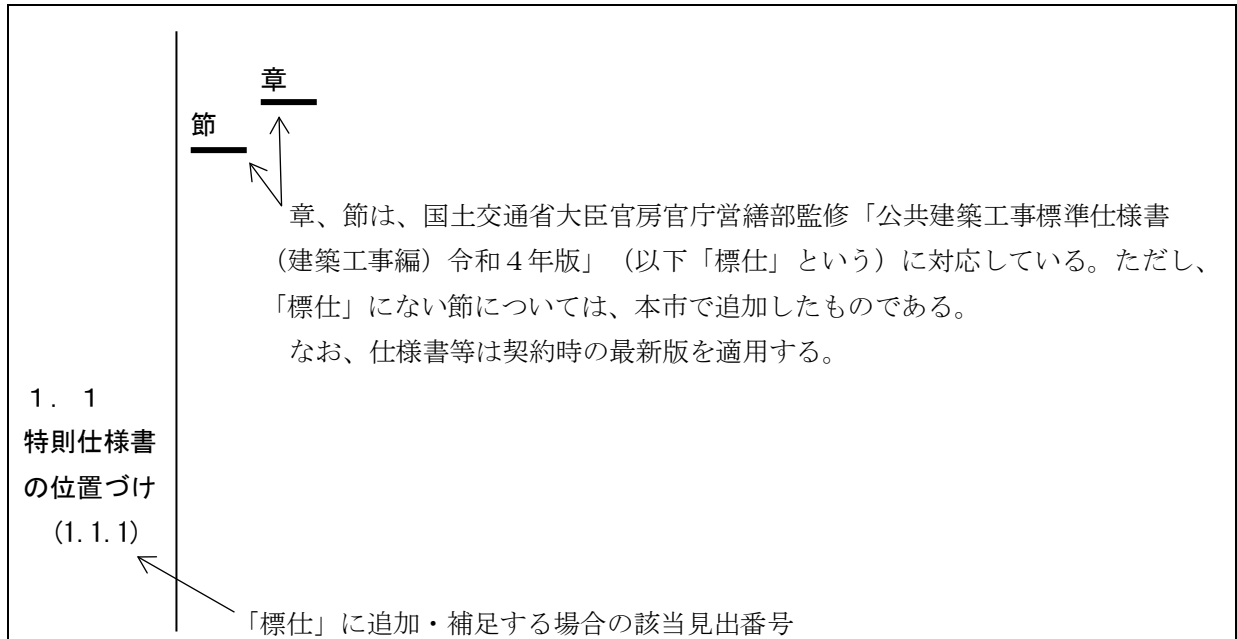 章
節
章、節は、国土交通省大臣官房官庁営繕部監修「公共建築工事標準仕様書
(建築工事編)令和4年版」(以下「標仕」という)に対応している。ただし、
「標仕」にない節については、本市で追加したものである。
なお、仕様書等は契約時の最新版を適用する。
1. 1
特則仕様書
の位置づけ
(1.1.1)
「標仕」に追加・補足する場合の該当見出番号